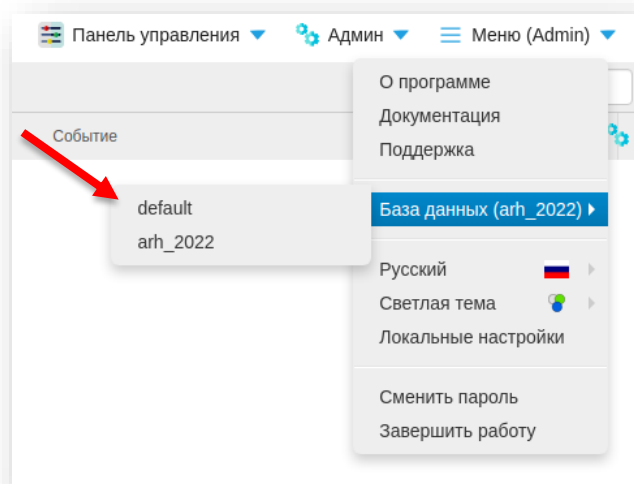 Панель управления
Админ
Меню (Admin)
О программе
Документация
Поддержка
Событие
База данных (arh_2022)
default
arh_2022
Русский
Светлая тема
Локальные настройки
Сменить пароль
Завершить работу